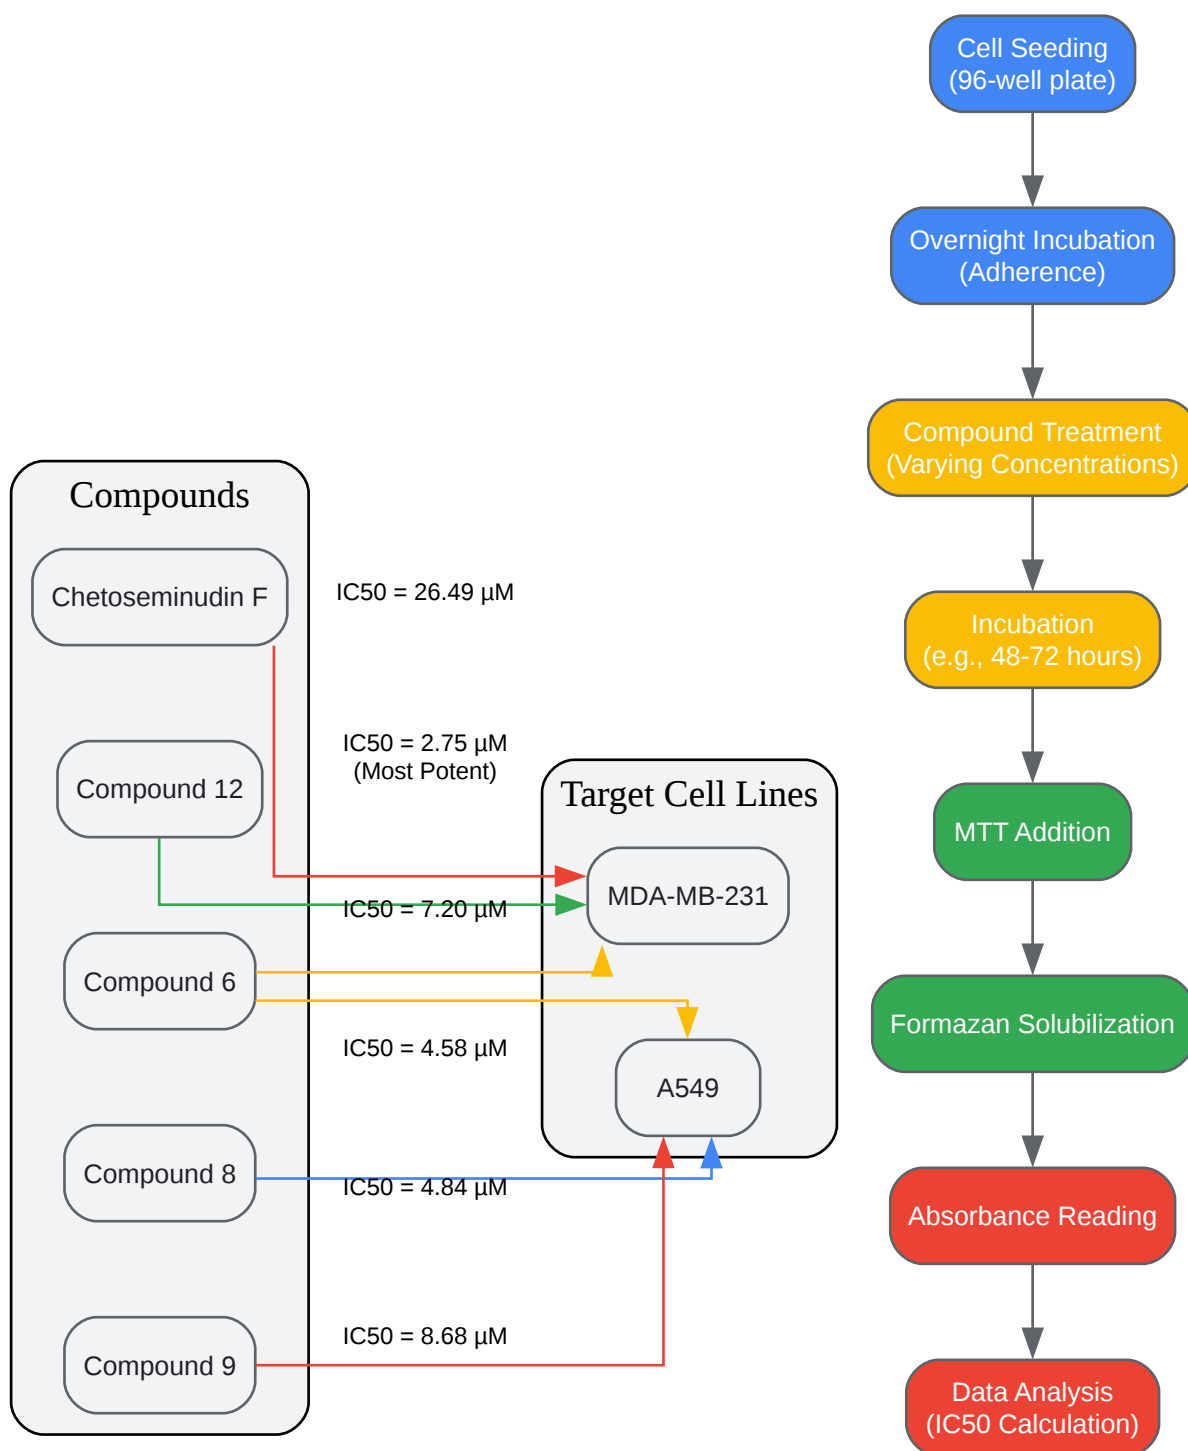 Compounds
Chetoseminudin F
Compound 12
Compound 6
Compound 8
Compound 9
IC50 = 26.49 µM
IC50 = 2.75 µM
(Most Potent)
IC50 = 7.20 µM
IC50 = 4.58 µM
IC50 = 4.84 µM
IC50 = 8.68 µM
Target Cell Lines
MDA-MB-231
A549
Cell Seeding
(96-well plate)
Overnight Incubation
(Adherence)
Compound Treatment
(Varying Concentrations)
Incubation
(e.g., 48-72 hours)
MTT Addition
Formazan Solubilization
Absorbance Reading
Data Analysis
(IC50 Calculation)